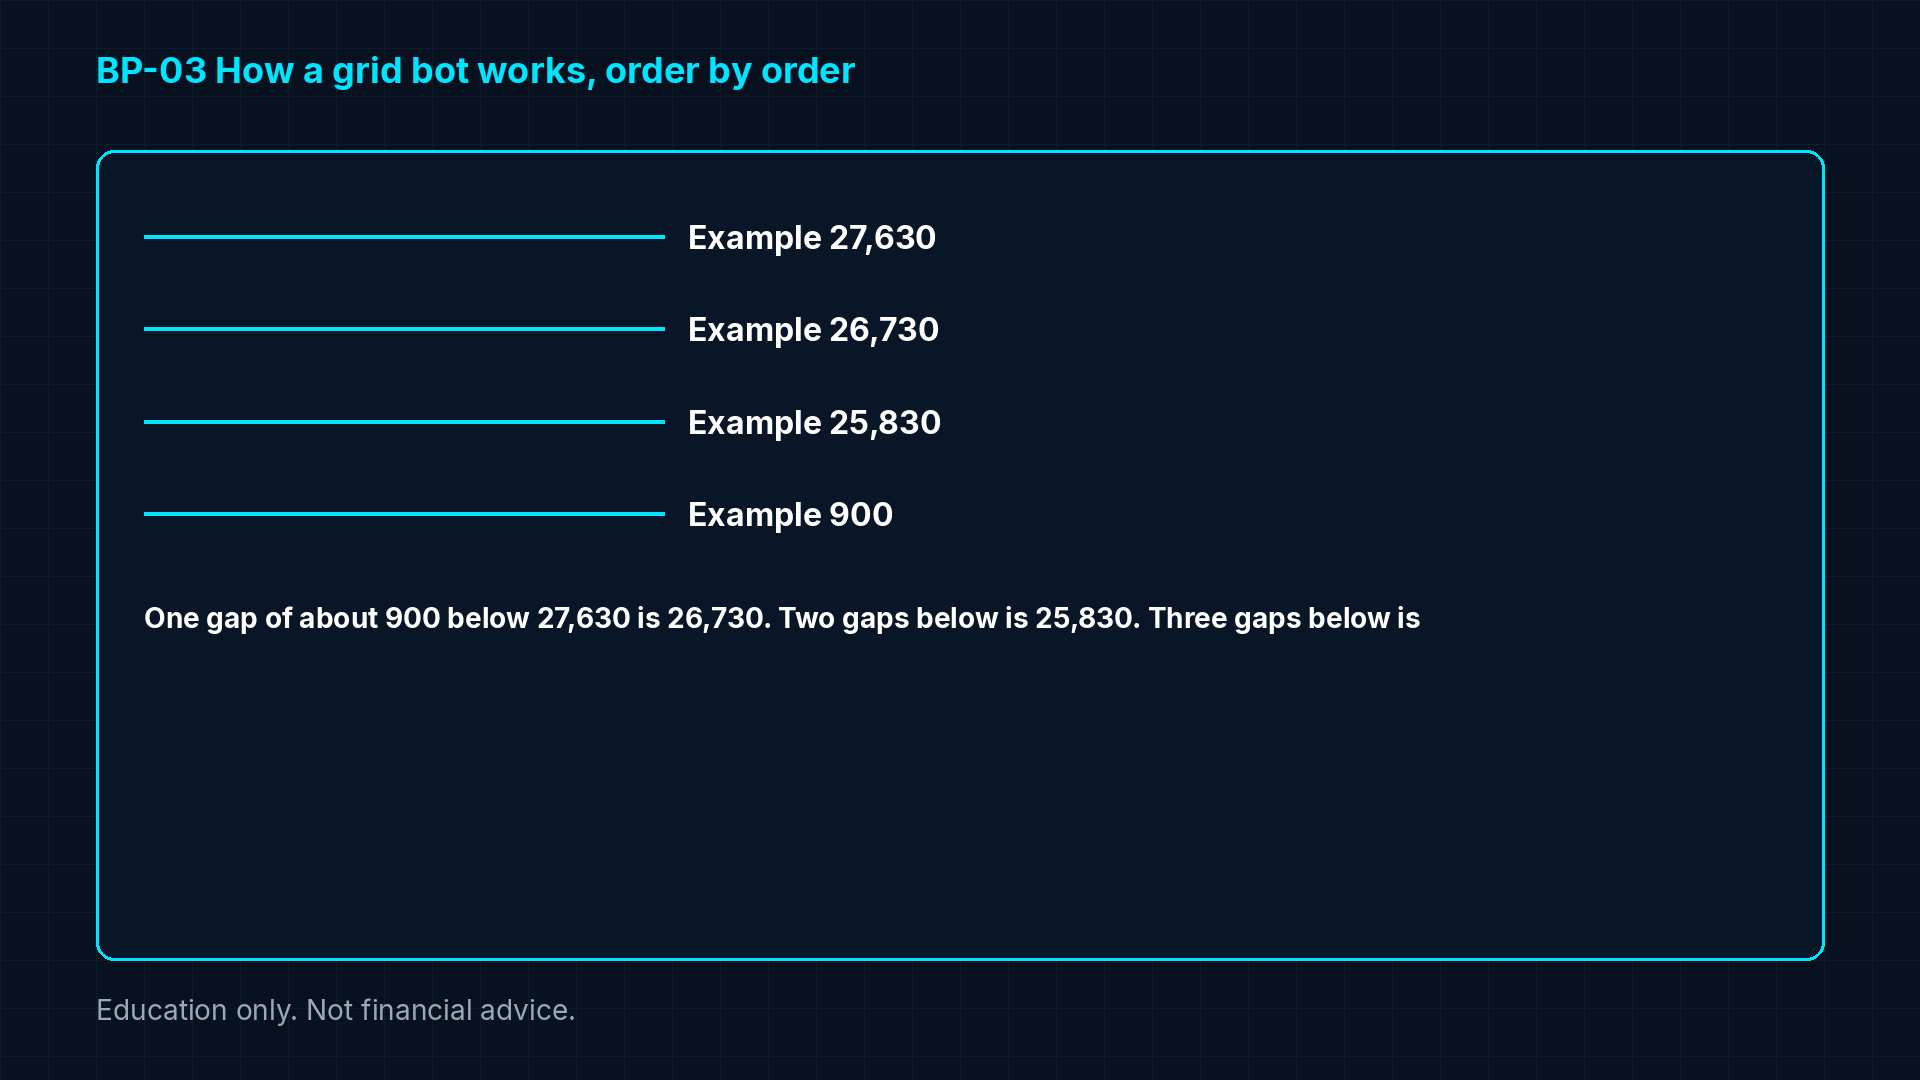 BP-03 How a grid bot works, order by order
Example 27,630
Example 26,730
Example 25,830
Example 900
One gap of about 900 below 27,630 is 26,730. Two gaps below is 25,830. Three gaps below is
Education only. Not financial advice.